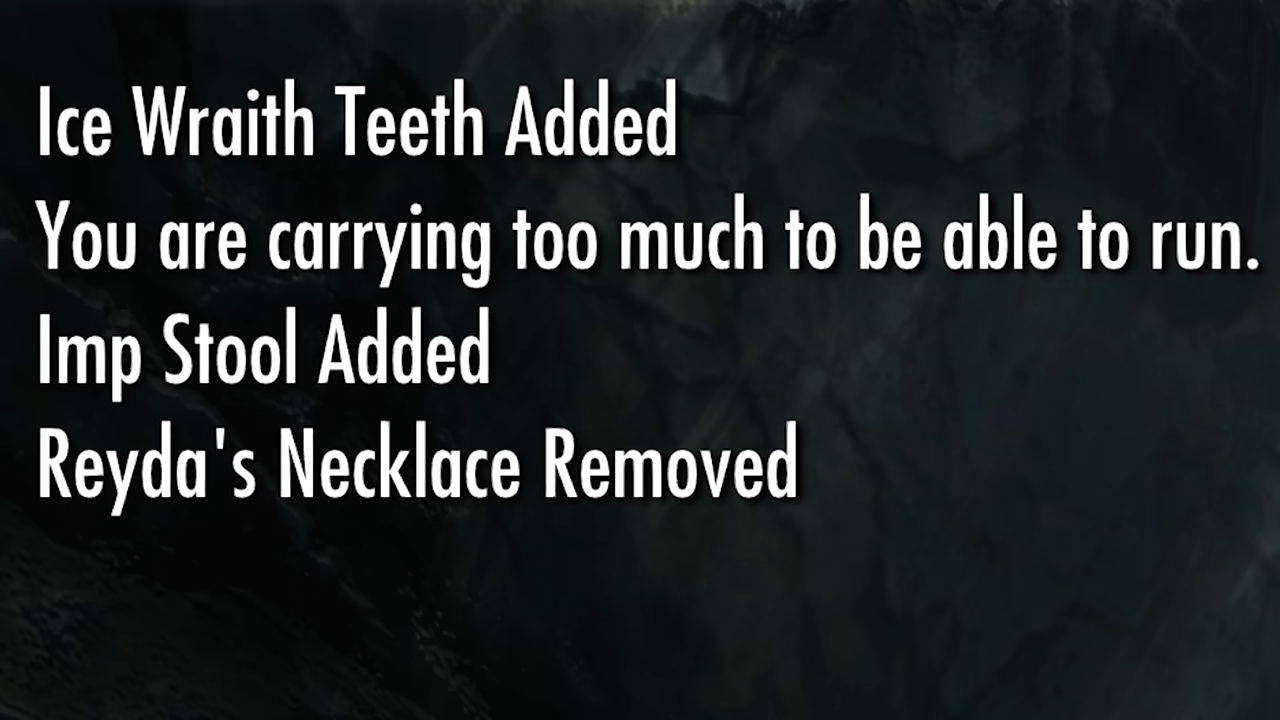 Ice Wraith Teeth Added
You are carrying too much to be able to run.
Imp Stool Added
Reyda's Necklace Removed